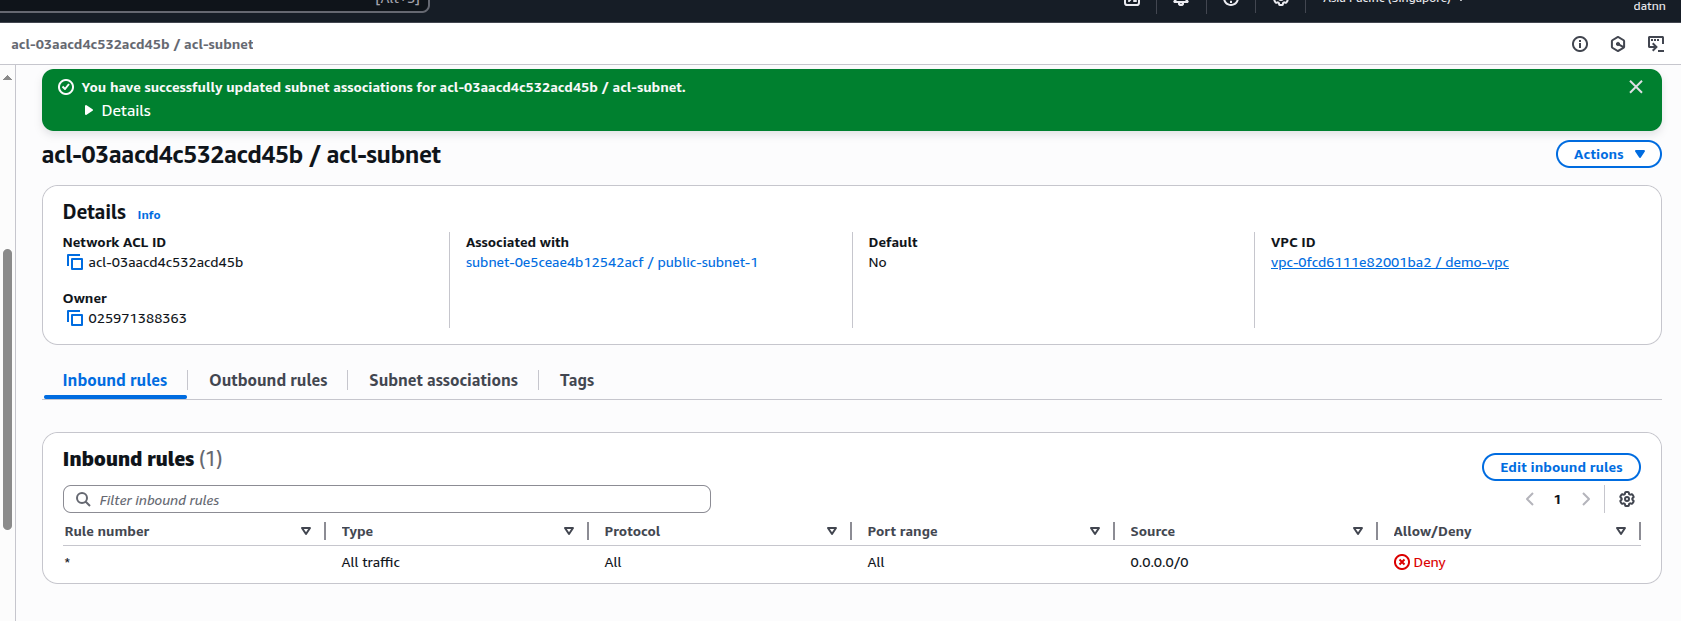 datnn
acl-03aacd4c532acd45b / acl-subnet
You have successfully updated subnet associations for acl-03aacd4c532acd45b / acl-subnet.
Details
acl-03aacd4c532acd45b / acl-subnet
Actions
Details Info
Network ACL ID
acl-03aacd4c532acd45b
Associated with
subnet-0e5ceae4b12542acf / public-subnet-1
Default
No
VPC ID
vpc-0fcd6111e82001ba2 / demo-vpc
Owner
025971388363
Inbound rules Outbound rules Subnet associations Tags
Inbound rules (1)
Edit inbound rules
Filter inbound rules
1
Rule number Type Protocol Port range Source Allow/Deny
* All traffic All All 0.0.0.0/0 Deny